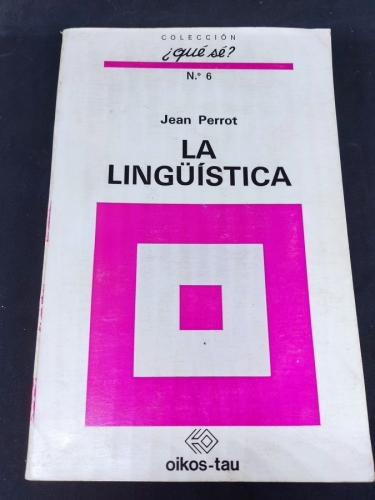 COLECCIÓN
¿qué sé?
N.º 6
Jean Perrot
LA
LINGÜÍSTICA
oikos-tau